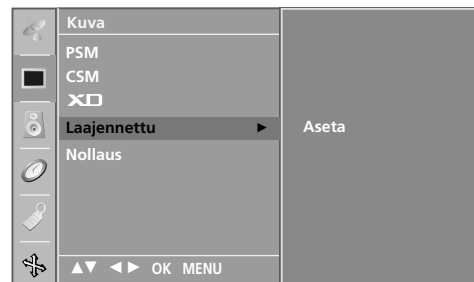 Kuva
PSM
CSM
XD
Laajennettu ► Aseta
Nollaus
▲▼ ◄► OK MENU